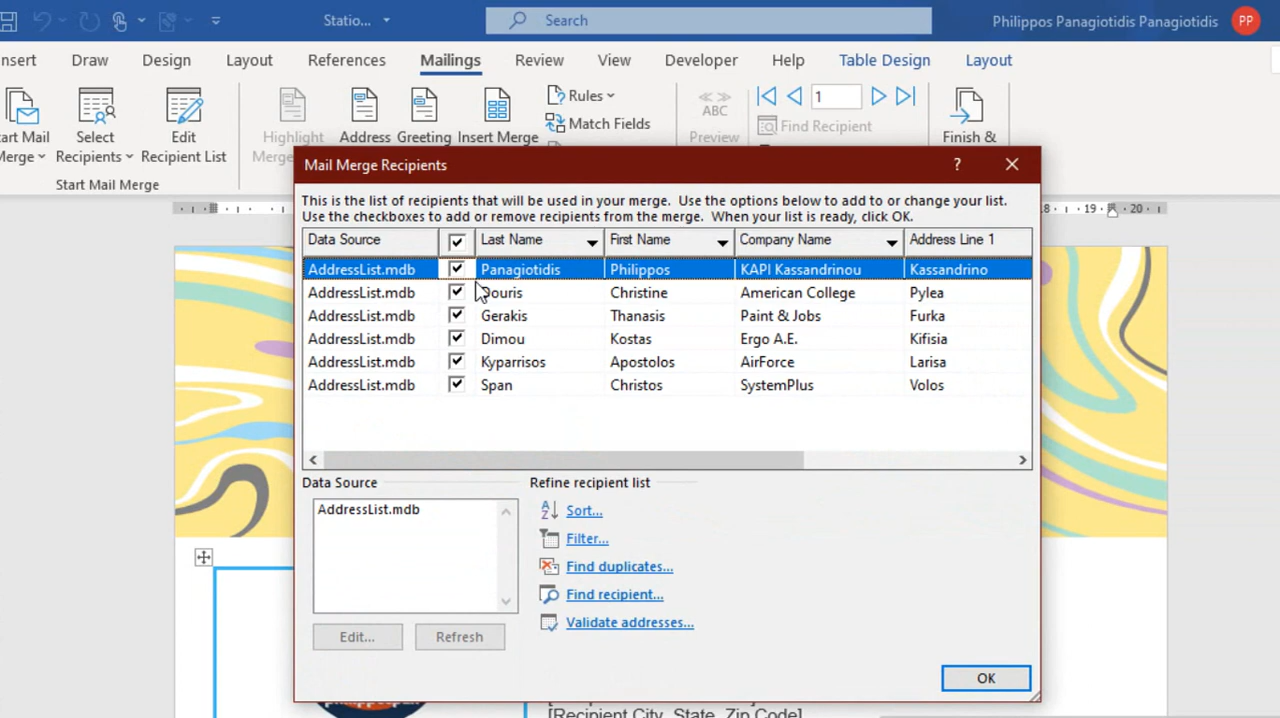 Statio...
Search
Philippos Panagiotidis Panagiotidis
PP
nsert Draw Design Layout References Mailings Review View Developer Help Table Design Layout
art Mail Merge
Select Recipients
Edit Recipient List
Highlight Merge
Address
Greeting
Insert Merge
Rules
Match Fields
ABC
Preview
1
Find Recipient
Finish &
Start Mail Merge
18 · 19 · 20
Mail Merge Recipients ?
This is the list of recipients that will be used in your merge. Use the options below to add to or change your list.
Use the checkboxes to add or remove recipients from the merge. When your list is ready, click OK.
Data Source Last Name First Name Company Name Address Line 1
AddressList.mdb Panagiotidis Philippos KAPI Kassandrinou Kassandrino
AddressList.mdb Douris Christine American College Pylea
AddressList.mdb Gerakis Thanasis Paint & Jobs Furka
AddressList.mdb Dimou Kostas Ergo A.E. Kifisia
AddressList.mdb Kyparrisos Apostolos AirForce Larisa
AddressList.mdb Span Christos SystemPlus Volos
Data Source
AddressList.mdb
Edit... Refresh
Refine recipient list
Sort...
Filter...
Find duplicates...
Find recipient...
Validate addresses...
OK
[Recipient City, State, Zip Code]